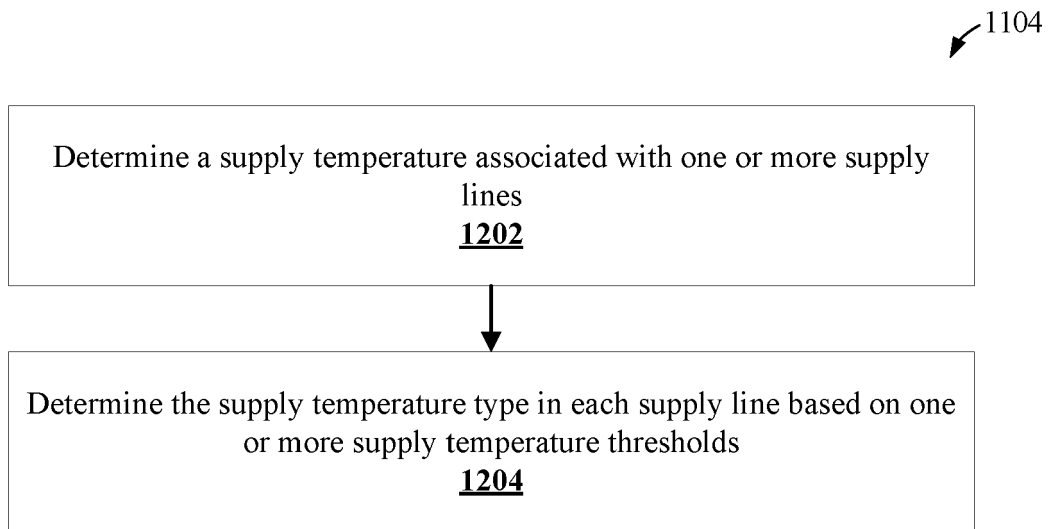 1104
Determine a supply temperature associated with one or more supply
lines
1202
Determine the supply temperature type in each supply line based on one
or more supply temperature thresholds
1204